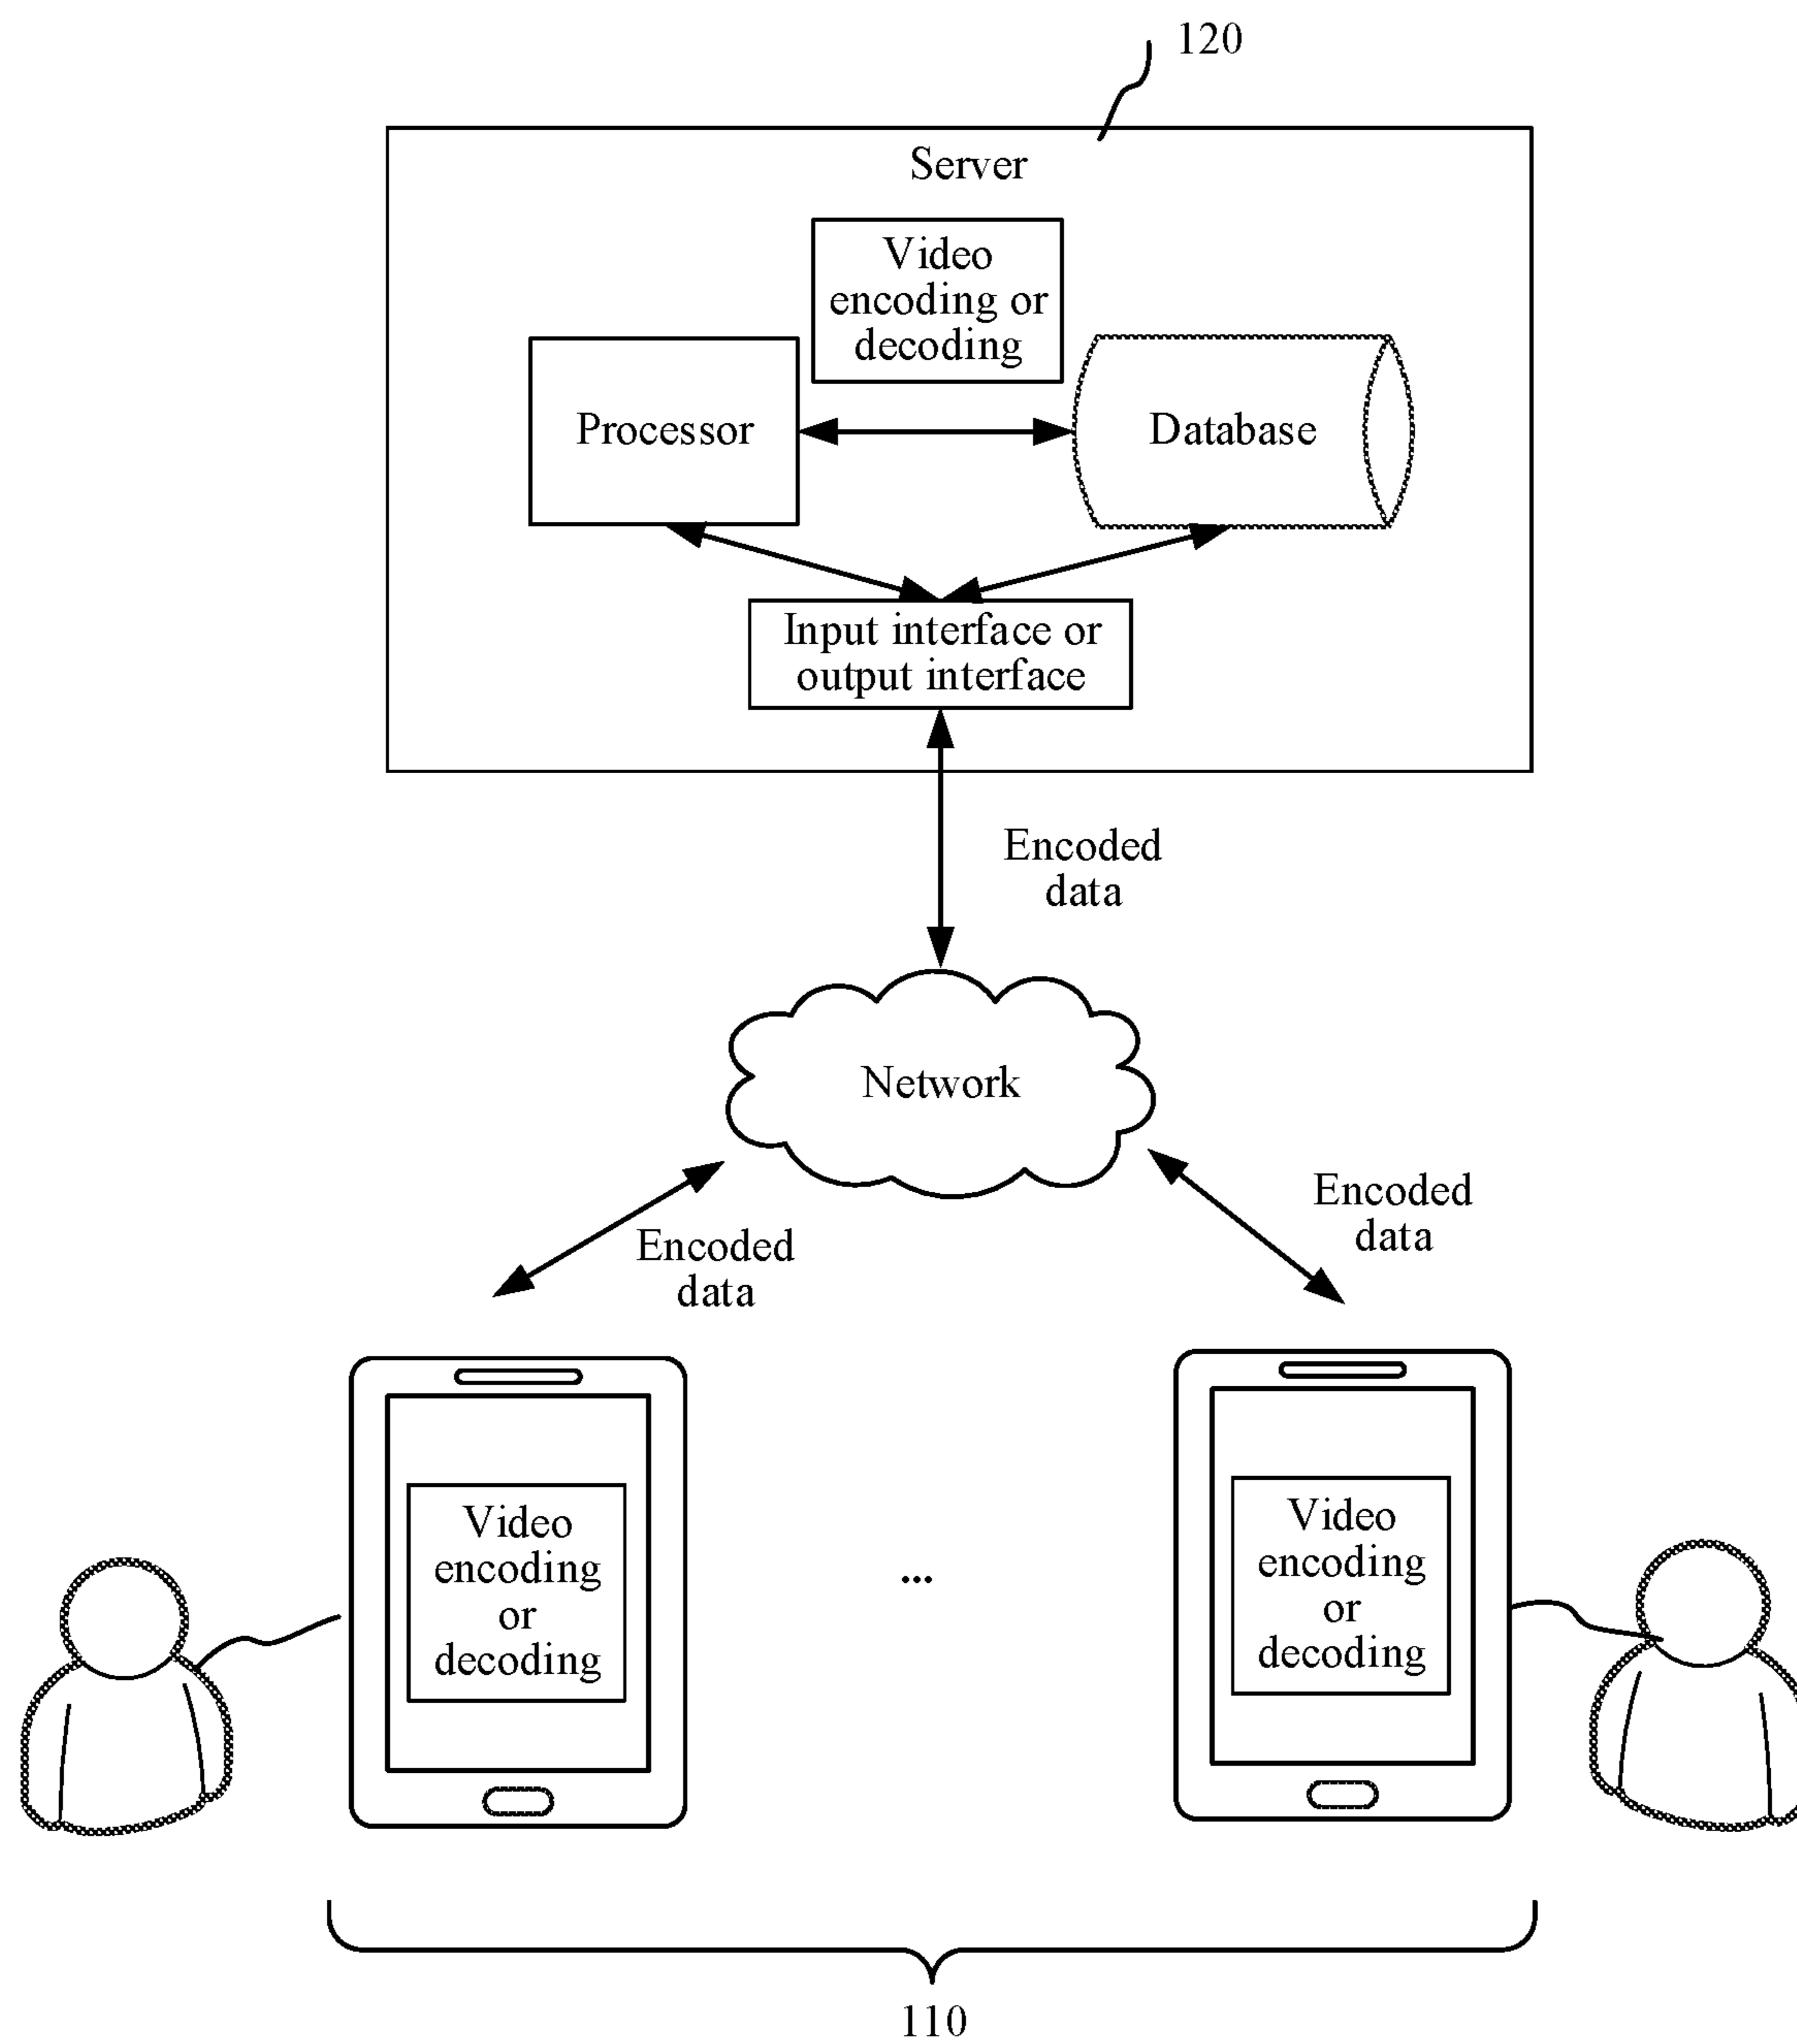 120
Server
Video
encoding or
decoding
Processor
Database
Input interface or
output interface
Encoded
data
Network
Encoded
data
Encoded
data
Video
encoding
or
decoding
...
Video
encoding
or
decoding
110